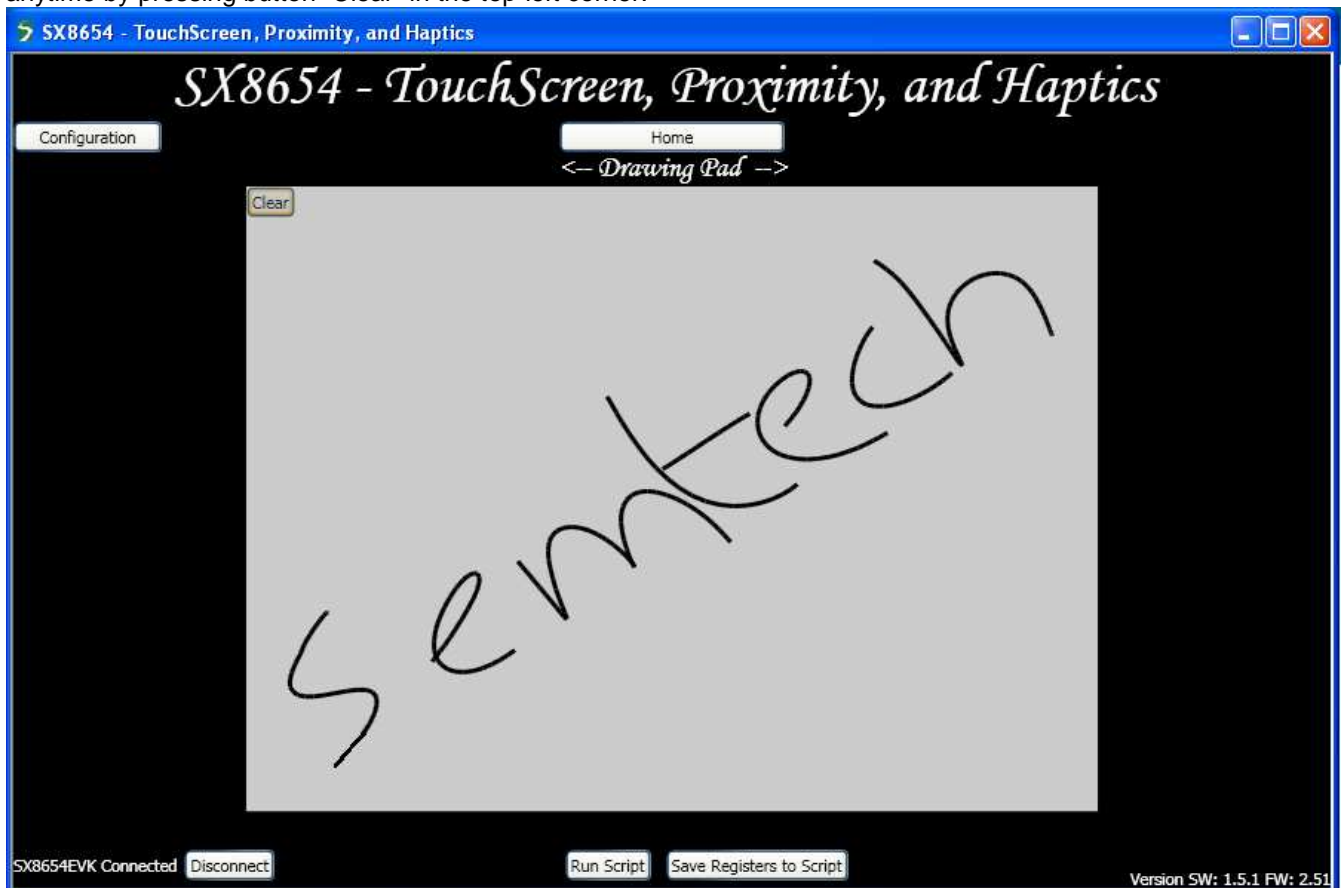 anytime by pressing button "Clear" in the top left corner.
SX8654 - TouchScreen, Proximity, and Haptics
SX8654 - TouchScreen, Proximity, and Haptics
Configuration
Home
<-- Drawing Pad -->
Clear
semtech
SX8654EVK Connected
Disconnect
Run Script
Save Registers to Script
Version SW: 1.5.1 FW: 2.51